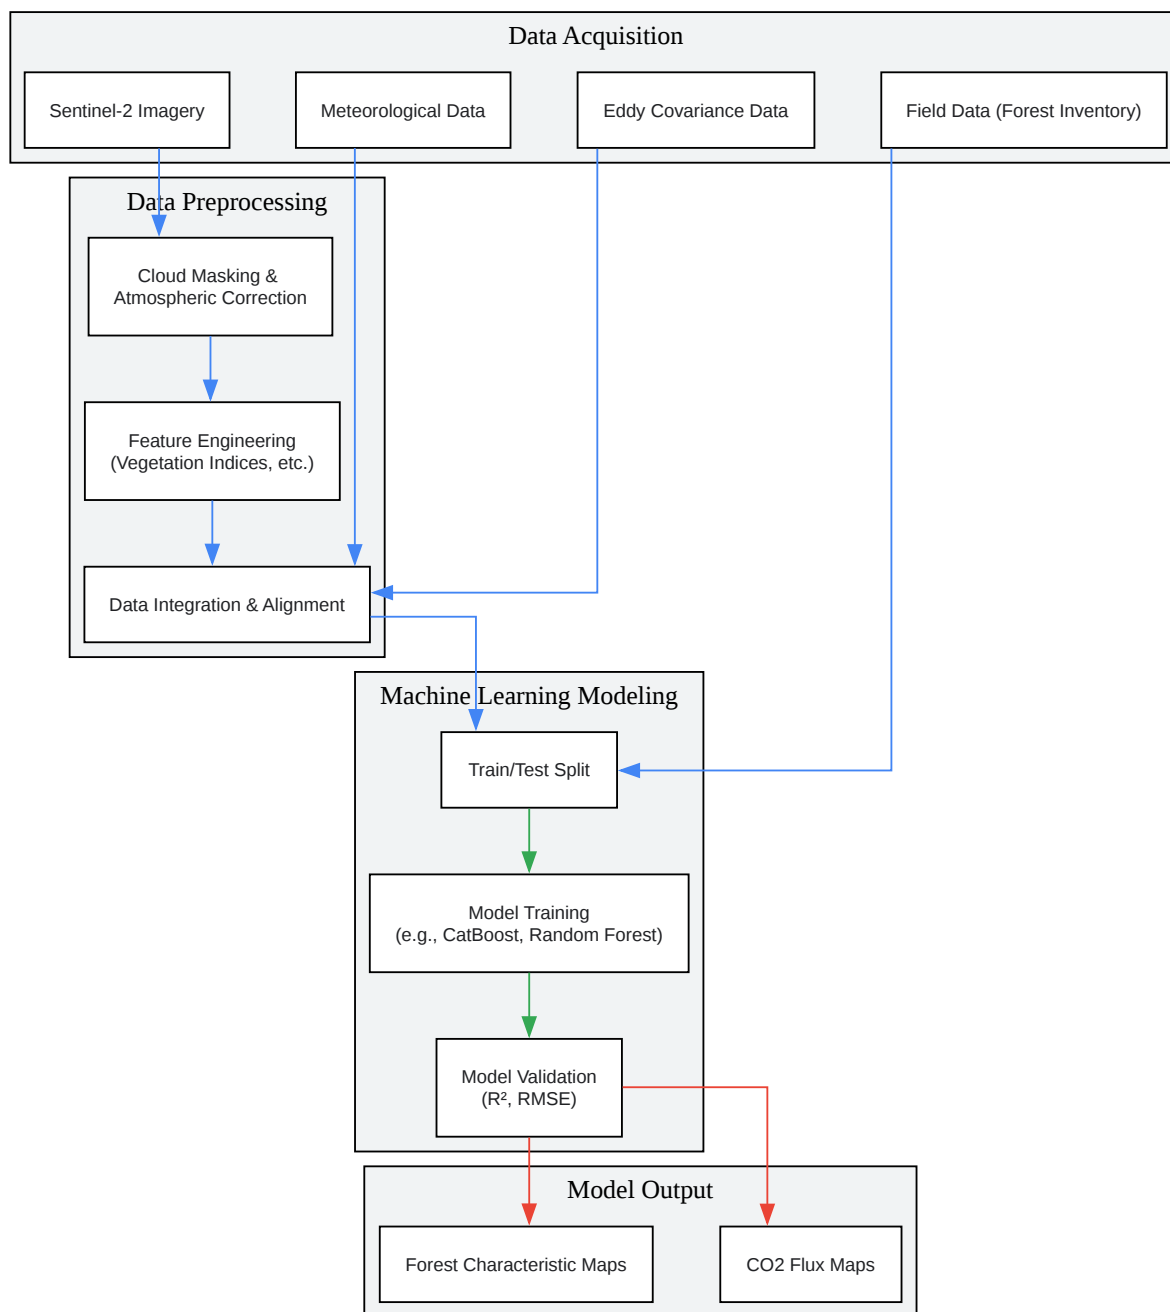 Data Acquisition
Sentinel-2 Imagery
Meteorological Data
Eddy Covariance Data
Field Data (Forest Inventory)
Data Preprocessing
Cloud Masking &
Atmospheric Correction
Feature Engineering
(Vegetation Indices, etc.)
Data Integration & Alignment
Machine Learning Modeling
Train/Test Split
Model Training
(e.g., CatBoost, Random Forest)
Model Validation
(R², RMSE)
Model Output
Forest Characteristic Maps
CO2 Flux Maps